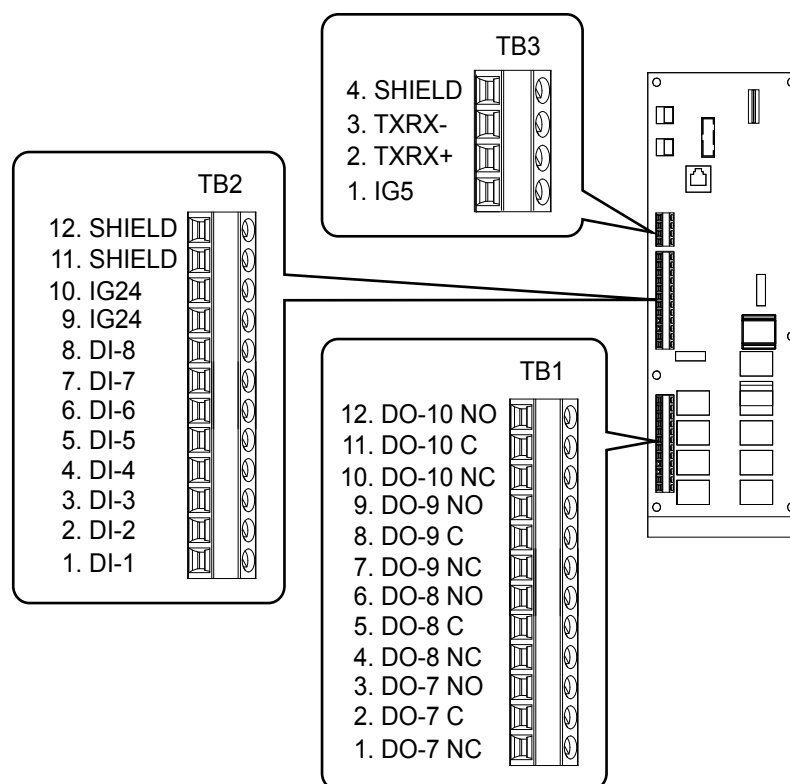 TB3
4. SHIELD
3. TXRX-
2. TXRX+
1. IG5
TB2
12. SHIELD
11. SHIELD
10. IG24
9. IG24
8. DI-8
7. DI-7
6. DI-6
5. DI-5
4. DI-4
3. DI-3
2. DI-2
1. DI-1
TB1
12. DO-10 NO
11. DO-10 C
10. DO-10 NC
9. DO-9 NO
8. DO-9 C
7. DO-9 NC
6. DO-8 NO
5. DO-8 C
4. DO-8 NC
3. DO-7 NO
2. DO-7 C
1. DO-7 NC